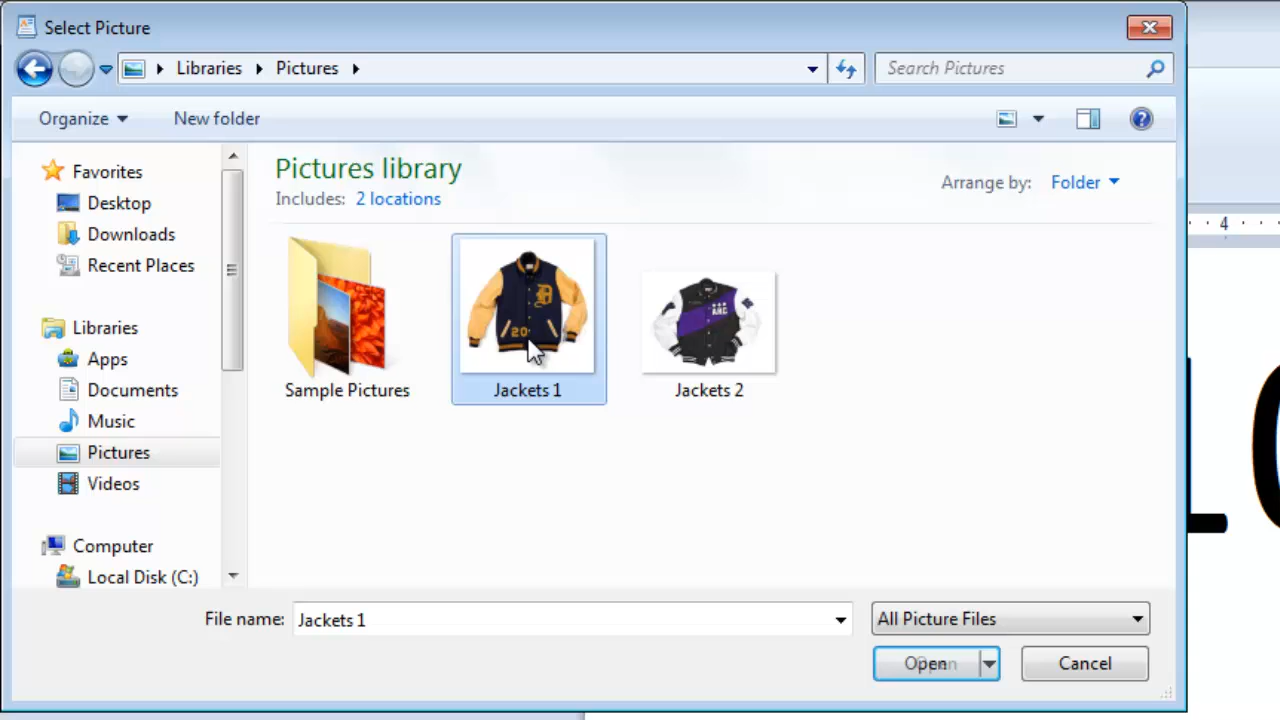 Select Picture
Libraries Pictures
Search Pictures
Organize New folder
Favorites
Desktop
Downloads
Recent Places
Libraries
Apps
Documents
Music
Pictures
Videos
Computer
Local Disk (C:)
Pictures library
Includes: 2 locations
Arrange by: Folder
Sample Pictures
Jackets 1
Jackets 2
D
20
4
File name: Jackets 1
All Picture Files
Open
Cancel